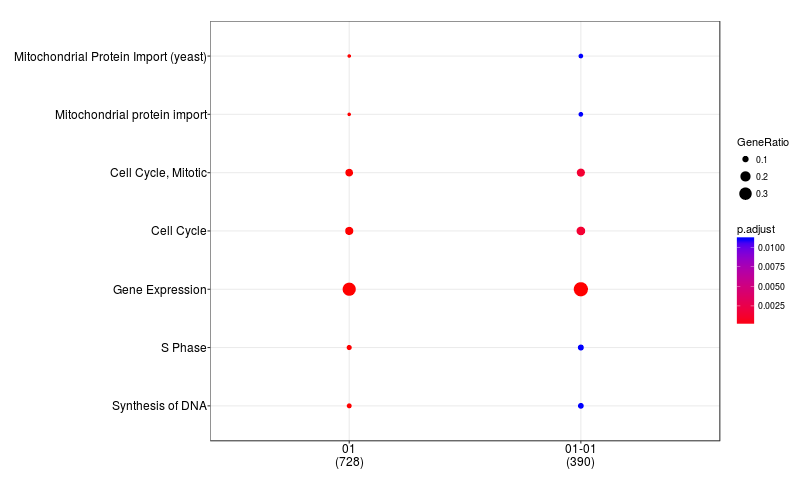 Mitochondrial Protein Import (yeast)
Mitochondrial protein import
Cell Cycle, Mitotic
Cell Cycle
Gene Expression
S Phase
Synthesis of DNA
01
(728)
01-01
(390)
GeneRatio
0.1
0.2
0.3
p.adjust
0.0100
0.0075
0.0050
0.0025